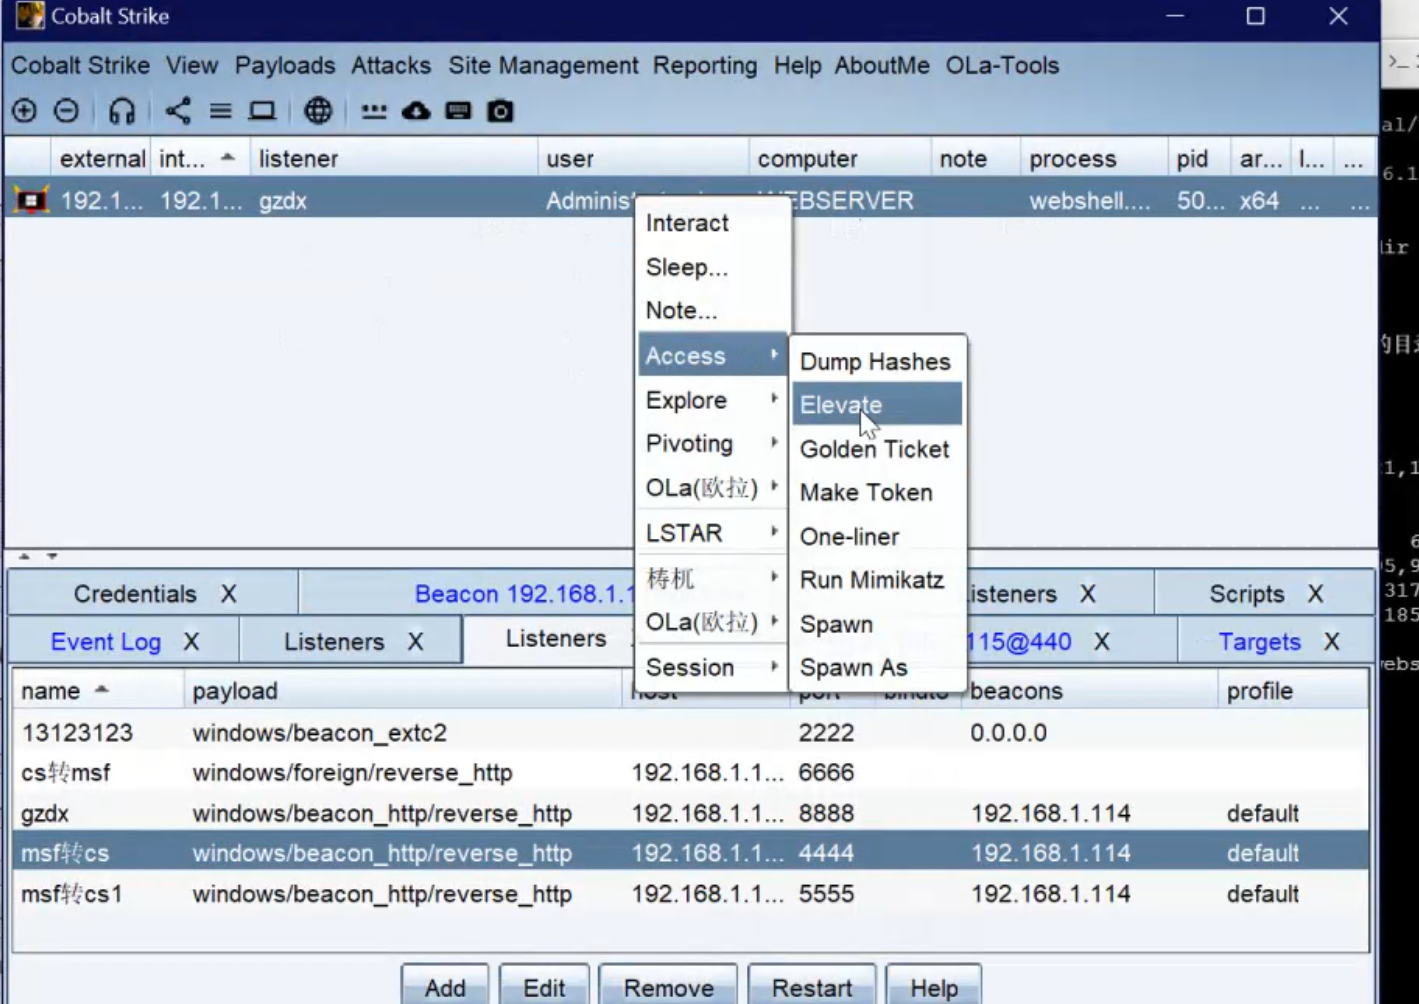 Cobalt Strike
Cobalt Strike View Payloads Attacks Site Management Reporting Help AboutMe OLa-Tools
external int... listener user computer note process pid ar... l... ...
192.1... 192.1... gzdx Adminis EBSERVER webshell.... 50... x64 ... ...
Interact
Sleep...
Note...
Access
Explore
Pivoting
OLa(欧拉)
LSTAR
梼杌
OLa(欧拉)
Session
Dump Hashes
Elevate
Golden Ticket
Make Token
One-liner
Run Mimikatz
Spawn
Spawn As
Credentials X Beacon 192.168.1.1 isteners X Scripts X
Event Log X Listeners X Listeners 115@440 X Targets X
name payload host port bindto beacons profile
13123123 windows/beacon_extc2 2222 0.0.0.0
cs转msf windows/foreign/reverse_http 192.168.1.1... 6666
gzdx windows/beacon_http/reverse_http 192.168.1.1... 8888 192.168.1.114 default
msf转cs windows/beacon_http/reverse_http 192.168.1.1... 4444 192.168.1.114 default
msf转cs1 windows/beacon_http/reverse_http 192.168.1.1... 5555 192.168.1.114 default
Add Edit Remove Restart Help
al/
6.1
dir
的目录
1,1
6
5,9
317
185
webs